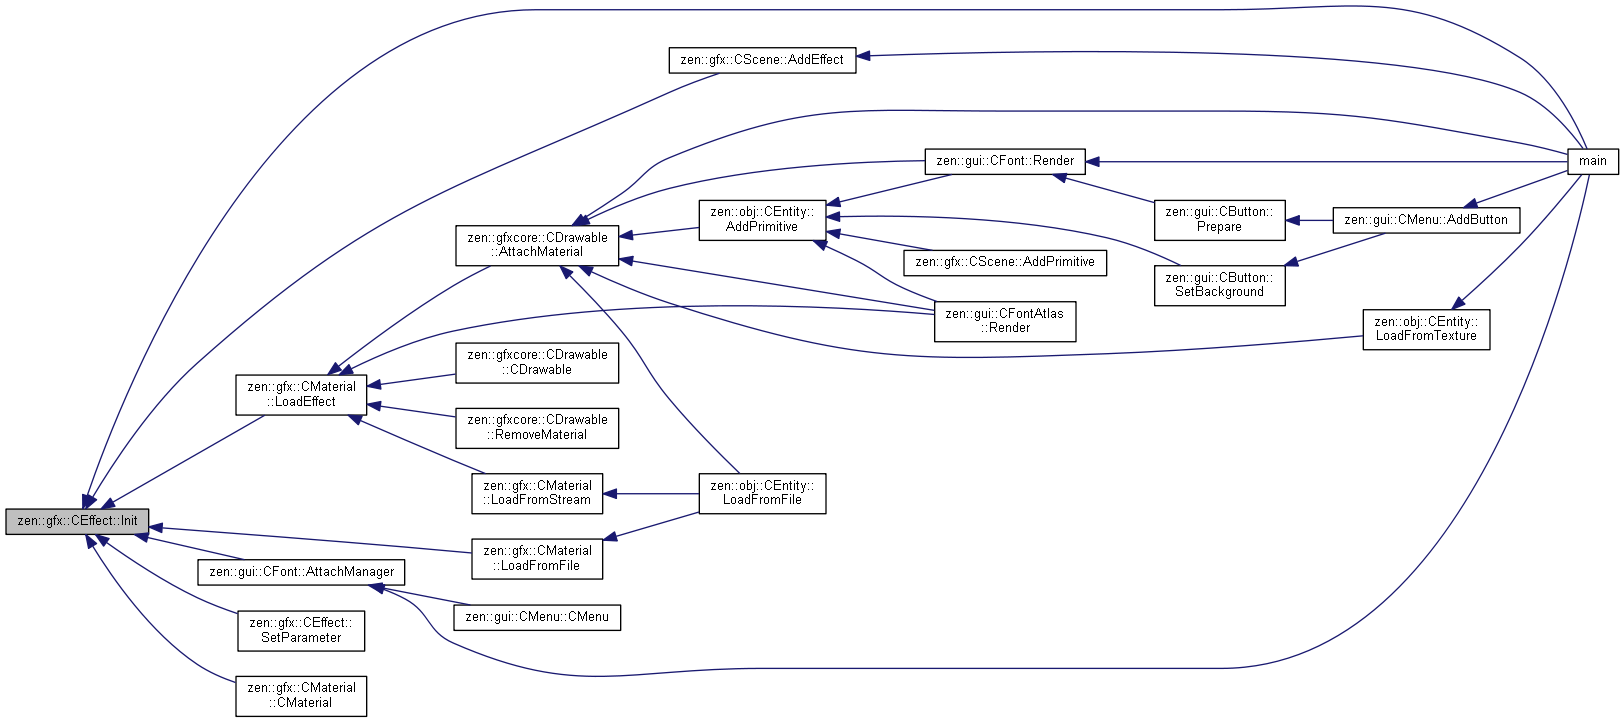 zen::gfx::CScene::AddEffect
zen::gui::CFont::Render
main
zen::obj::CEntity::
AddPrimitive
zen::gui::CButton::
Prepare
zen::gui::CMenu::AddButton
zen::gfxcore::CDrawable
::AttachMaterial
zen::gfx::CScene::AddPrimitive
zen::gui::CButton::
SetBackground
zen::gui::CFontAtlas
::Render
zen::obj::CEntity::
LoadFromTexture
zen::gfxcore::CDrawable
::CDrawable
zen::gfx::CMaterial
::LoadEffect
zen::gfxcore::CDrawable
::RemoveMaterial
zen::gfx::CMaterial
::LoadFromStream
zen::obj::CEntity::
LoadFromFile
zen::gfx::CEffect::Init
zen::gfx::CMaterial
::LoadFromFile
zen::gui::CFont::AttachManager
zen::gui::CMenu::CMenu
zen::gfx::CEffect::
SetParameter
zen::gfx::CMaterial
::CMaterial